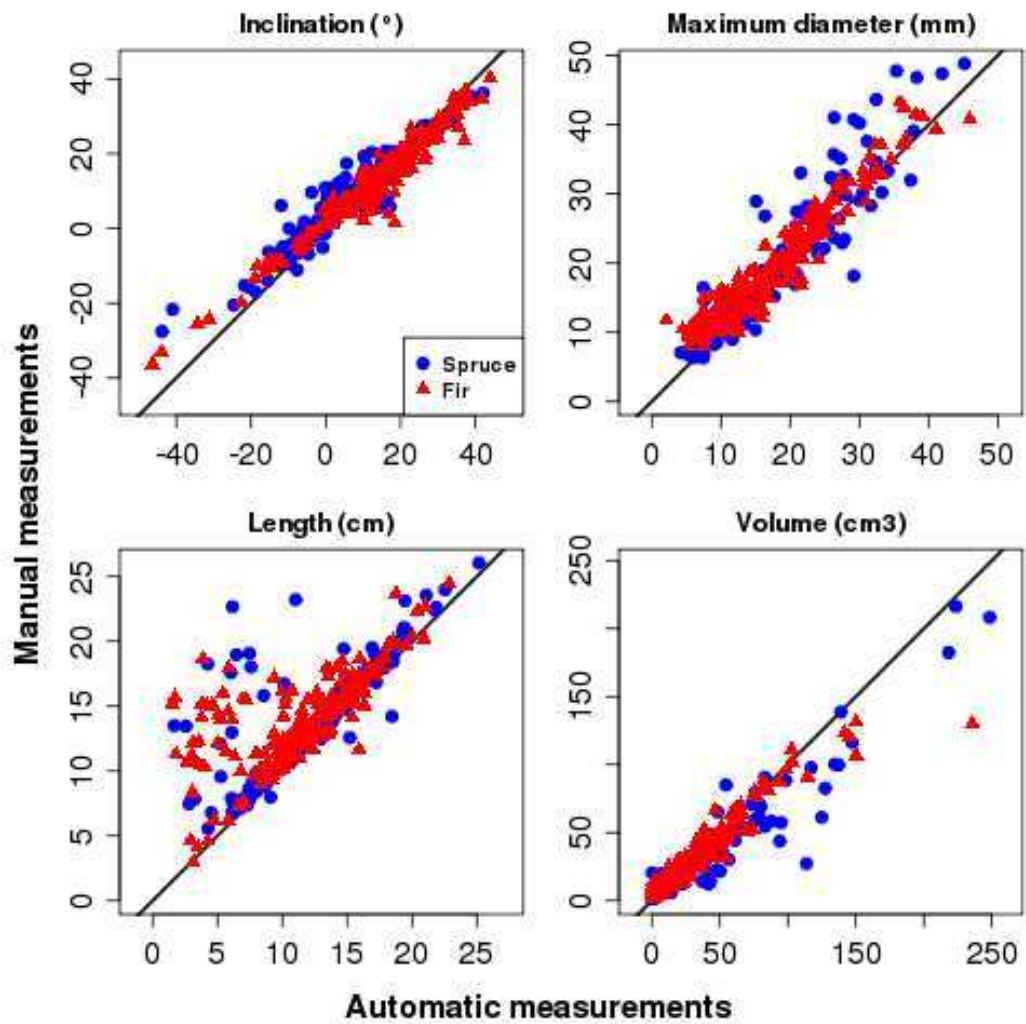 Inclination (°)
Maximum diameter (mm)
40
20
0
-20
-40
-40 -20 0 20 40
Spruce
Fir
50
40
30
20
10
0
0 10 20 30 40 50
Manual measurements
Length (cm)
Volume (cm3)
25
20
15
10
5
0
0 5 10 15 20 25
250
150
50
0
0 50 150 250
Automatic measurements